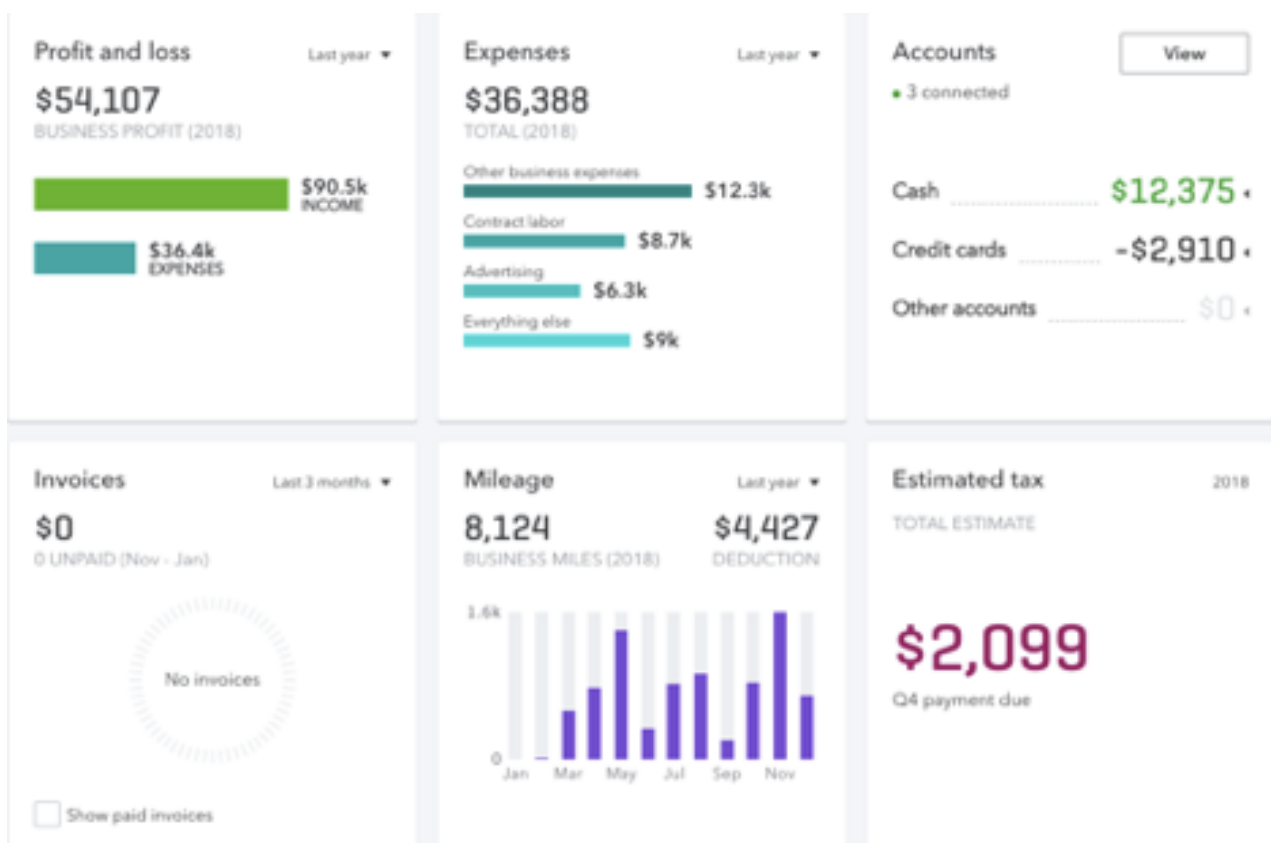 Profit and loss
Last year
$54,107
BUSINESS PROFIT (2018)
$90.5k
INCOME
$36.4k
EXPENSES
Expenses
Last year
$36,388
TOTAL (2018)
Other business expenses
$12.3k
Contract labor
$8.7k
Advertising
$6.3k
Everything else
$9k
Accounts
View
3 connected
Cash $12,375
Credit cards -$2,910
Other accounts $0
Invoices
Last 3 months
$0
0 UNPAID (Nov - Jan)
No invoices
Show paid invoices
Mileage
Last year
8,124 $4,427
BUSINESS MILES (2018) DEDUCTION
1.6k
0
Jan Mar May Jul Sep Nov
Estimated tax
2018
TOTAL ESTIMATE
$2,099
Q4 payment due